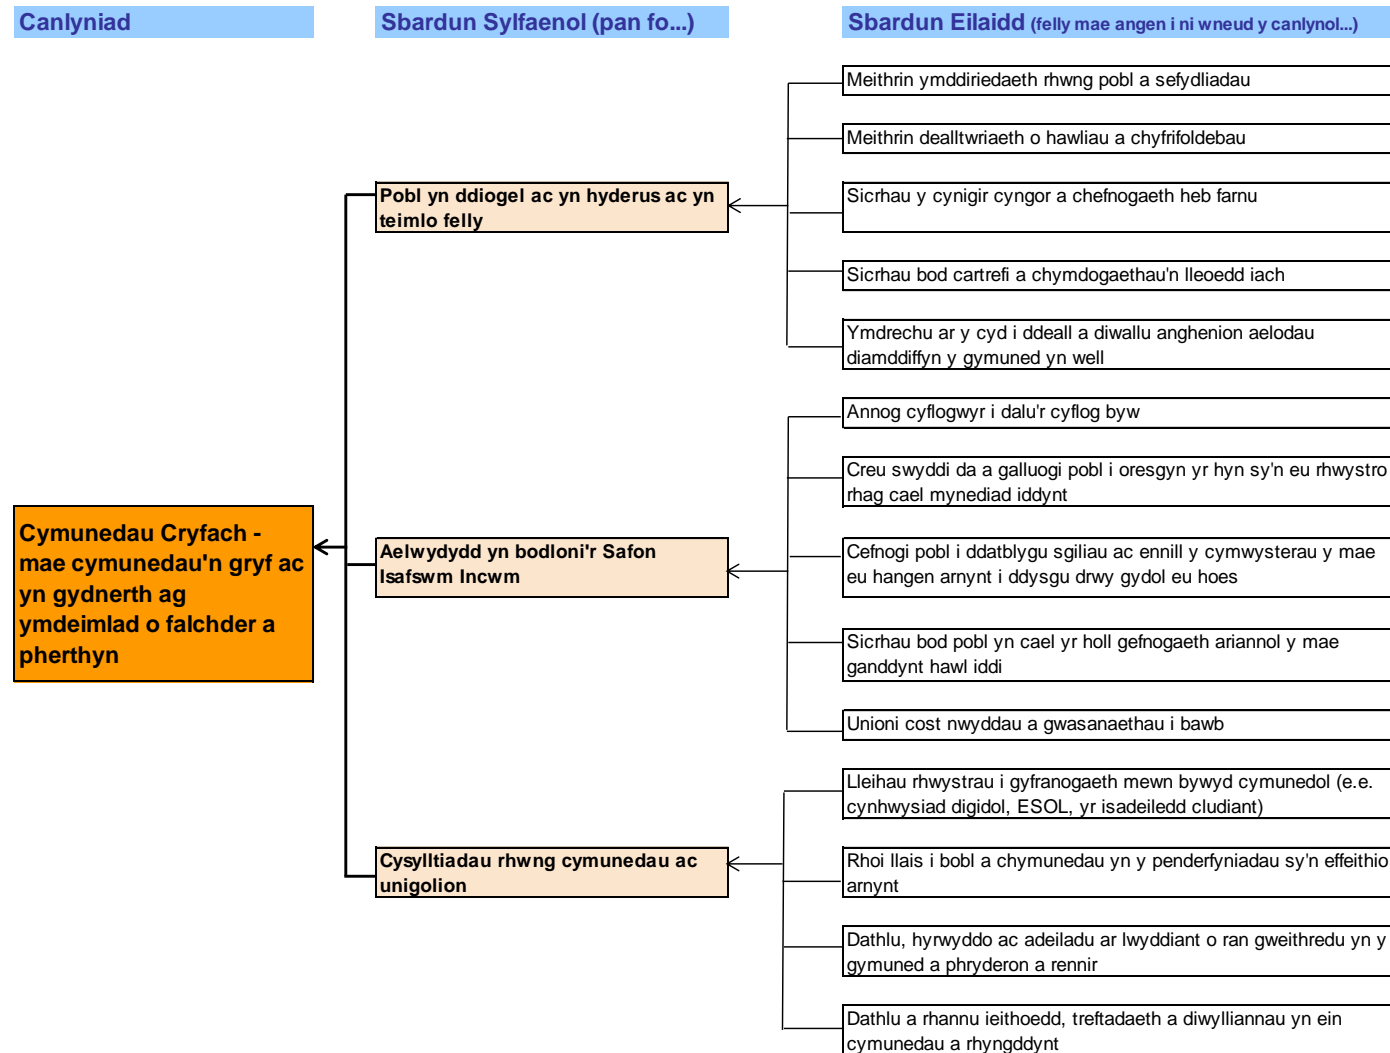 Canlyniad
Sbardun Sylfaenol (pan fo...)
Sbardun Eilaidd (felly mae angen i ni wneud y canlynol...)
Cymunedau Cryfach -
mae cymunedau'n gryf ac
yn gydnerth ag
ymdeimlad o falchder a
pherthyn
Pobl yn ddiogel ac yn hyderus ac yn
teimlo felly
Meithrin ymddiriedaeth rhwng pobl a sefydliadau
Meithrin dealltwriaeth o hawliau a chyfrifoldebau
Sicrhau y cynigir cyngor a chefnogaeth heb farnu
Sicrhau bod cartrefi a chymdogaethau'n lleoedd iach
Ymdrechu ar y cyd i ddeall a diwallu anghenion aelodau
diamddiffyn y gymuned yn well
Aelwydydd yn bodloni'r Safon
Isafswm Incwm
Annog cyflogwyr i dalu'r cyflog byw
Creu swyddi da a galluogi pobl i oresgyn yr hyn sy'n eu rhwystro
rhag cael mynediad iddynt
Cefnogi pobl i ddatblygu sgiliau ac ennill y cymwysterau y mae
eu hangen arnynt i ddysgu drwy gydol eu hoes
Sicrhau bod pobl yn cael yr holl gefnogaeth ariannol y mae
ganddynt hawl iddi
Unioni cost nwyddau a gwasanaethau i bawb
Cysylltiadau rhwng cymunedau ac
unigolion
Lleihau rhwystrau i gyfranogaeth mewn bywyd cymunedol (e.e.
cynhwysiad digidol, ESOL, yr isadeiledd cludiant)
Rhoi llais i bobl a chymunedau yn y penderfyniadau sy'n effeithio
arnynt
Dathlu, hyrwyddo ac adeiladu ar lwyddiant o ran gweithredu yn y
gymuned a phryderon a rennir
Dathlu a rhannu ieithoedd, treftadaeth a diwylliannau yn ein
cymunedau a rhyngddynt